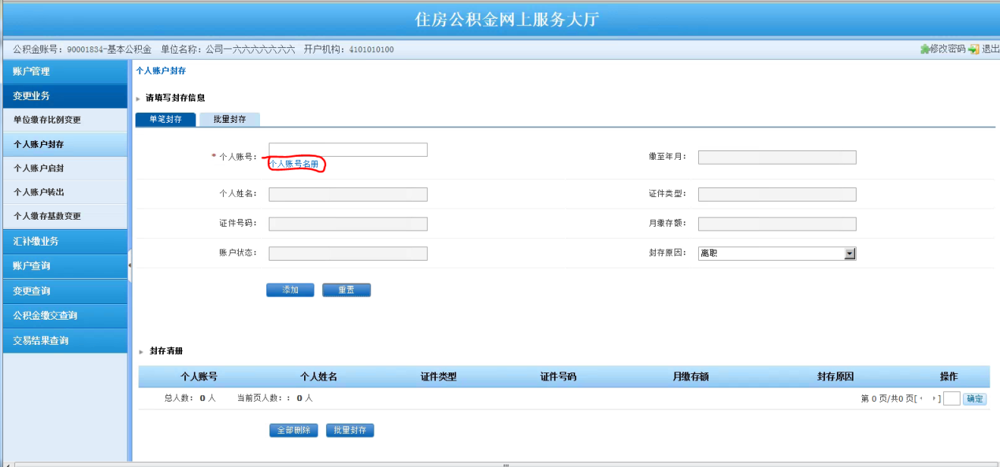 住房公积金网上服务大厅
公积金账号：90001834-基本公积金 单位名称：公司一六六六六六六六 开户机构：4101010100 修改密码 退出
账户管理
变更业务
单位缴存比例变更
个人账户封存
个人账户启封
个人账户转出
个人缴存基数变更
汇补缴业务
账户查询
变更查询
公积金缴交查询
交易结果查询
个人账户封存
请填写封存信息
单笔封存 批量封存
* 个人账号： 缴至年月：
个人账号名册
个人姓名： 证件类型：
证件号码： 月缴存额：
账户状态： 封存原因： 离职
添加 重置
封存清册
个人账号 个人姓名 证件类型 证件号码 月缴存额 封存原因 操作
总人数： 0 人 当前页人数：： 0 人 第 0 页/共0 页[ ] 确定
全部删除 批量封存